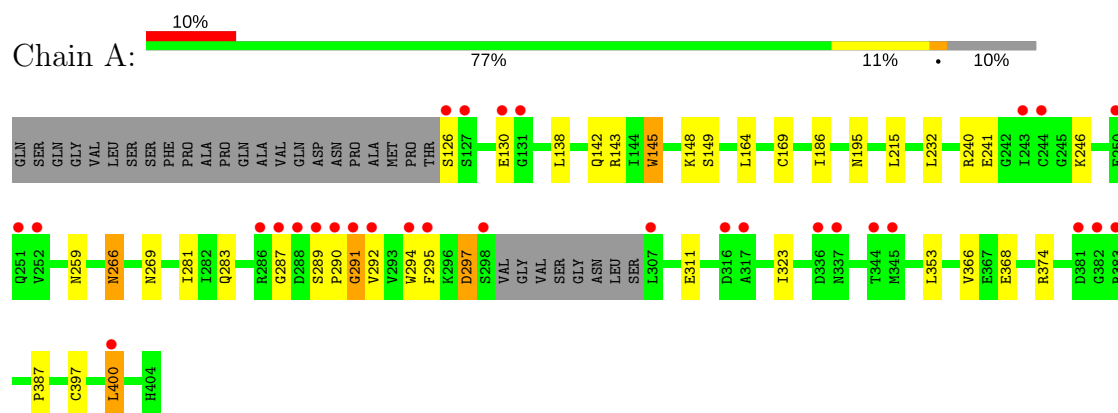 10%
Chain A:
77% 11% • 10%
GLN SER GLN GLY VAL LEU SER SER PHE PRO ALA PRO GLN ALA VAL GLN ASP ASN PRO ALA MET PRO THR S126 S127 E130 G131 L138 Q142 R143 I144 W145 K148 S149 L164 C169 I186 N195 L215 L232 R240 E241 G242 I243 C244 G245 K246
Q251 V252 N259 N266 N269 I281 I282 Q283 R286 G287 D288 S289 P290 G291 V292 V293 W294 F295 K296 D297 S298 VAL GLY VAL SER GLY ASN LEU SER L307 E311 D316 A317 I323 D336 N337 T344 M345 L353 V366 E367 E368 R374 D381 G382
P387 C397 L400 H404